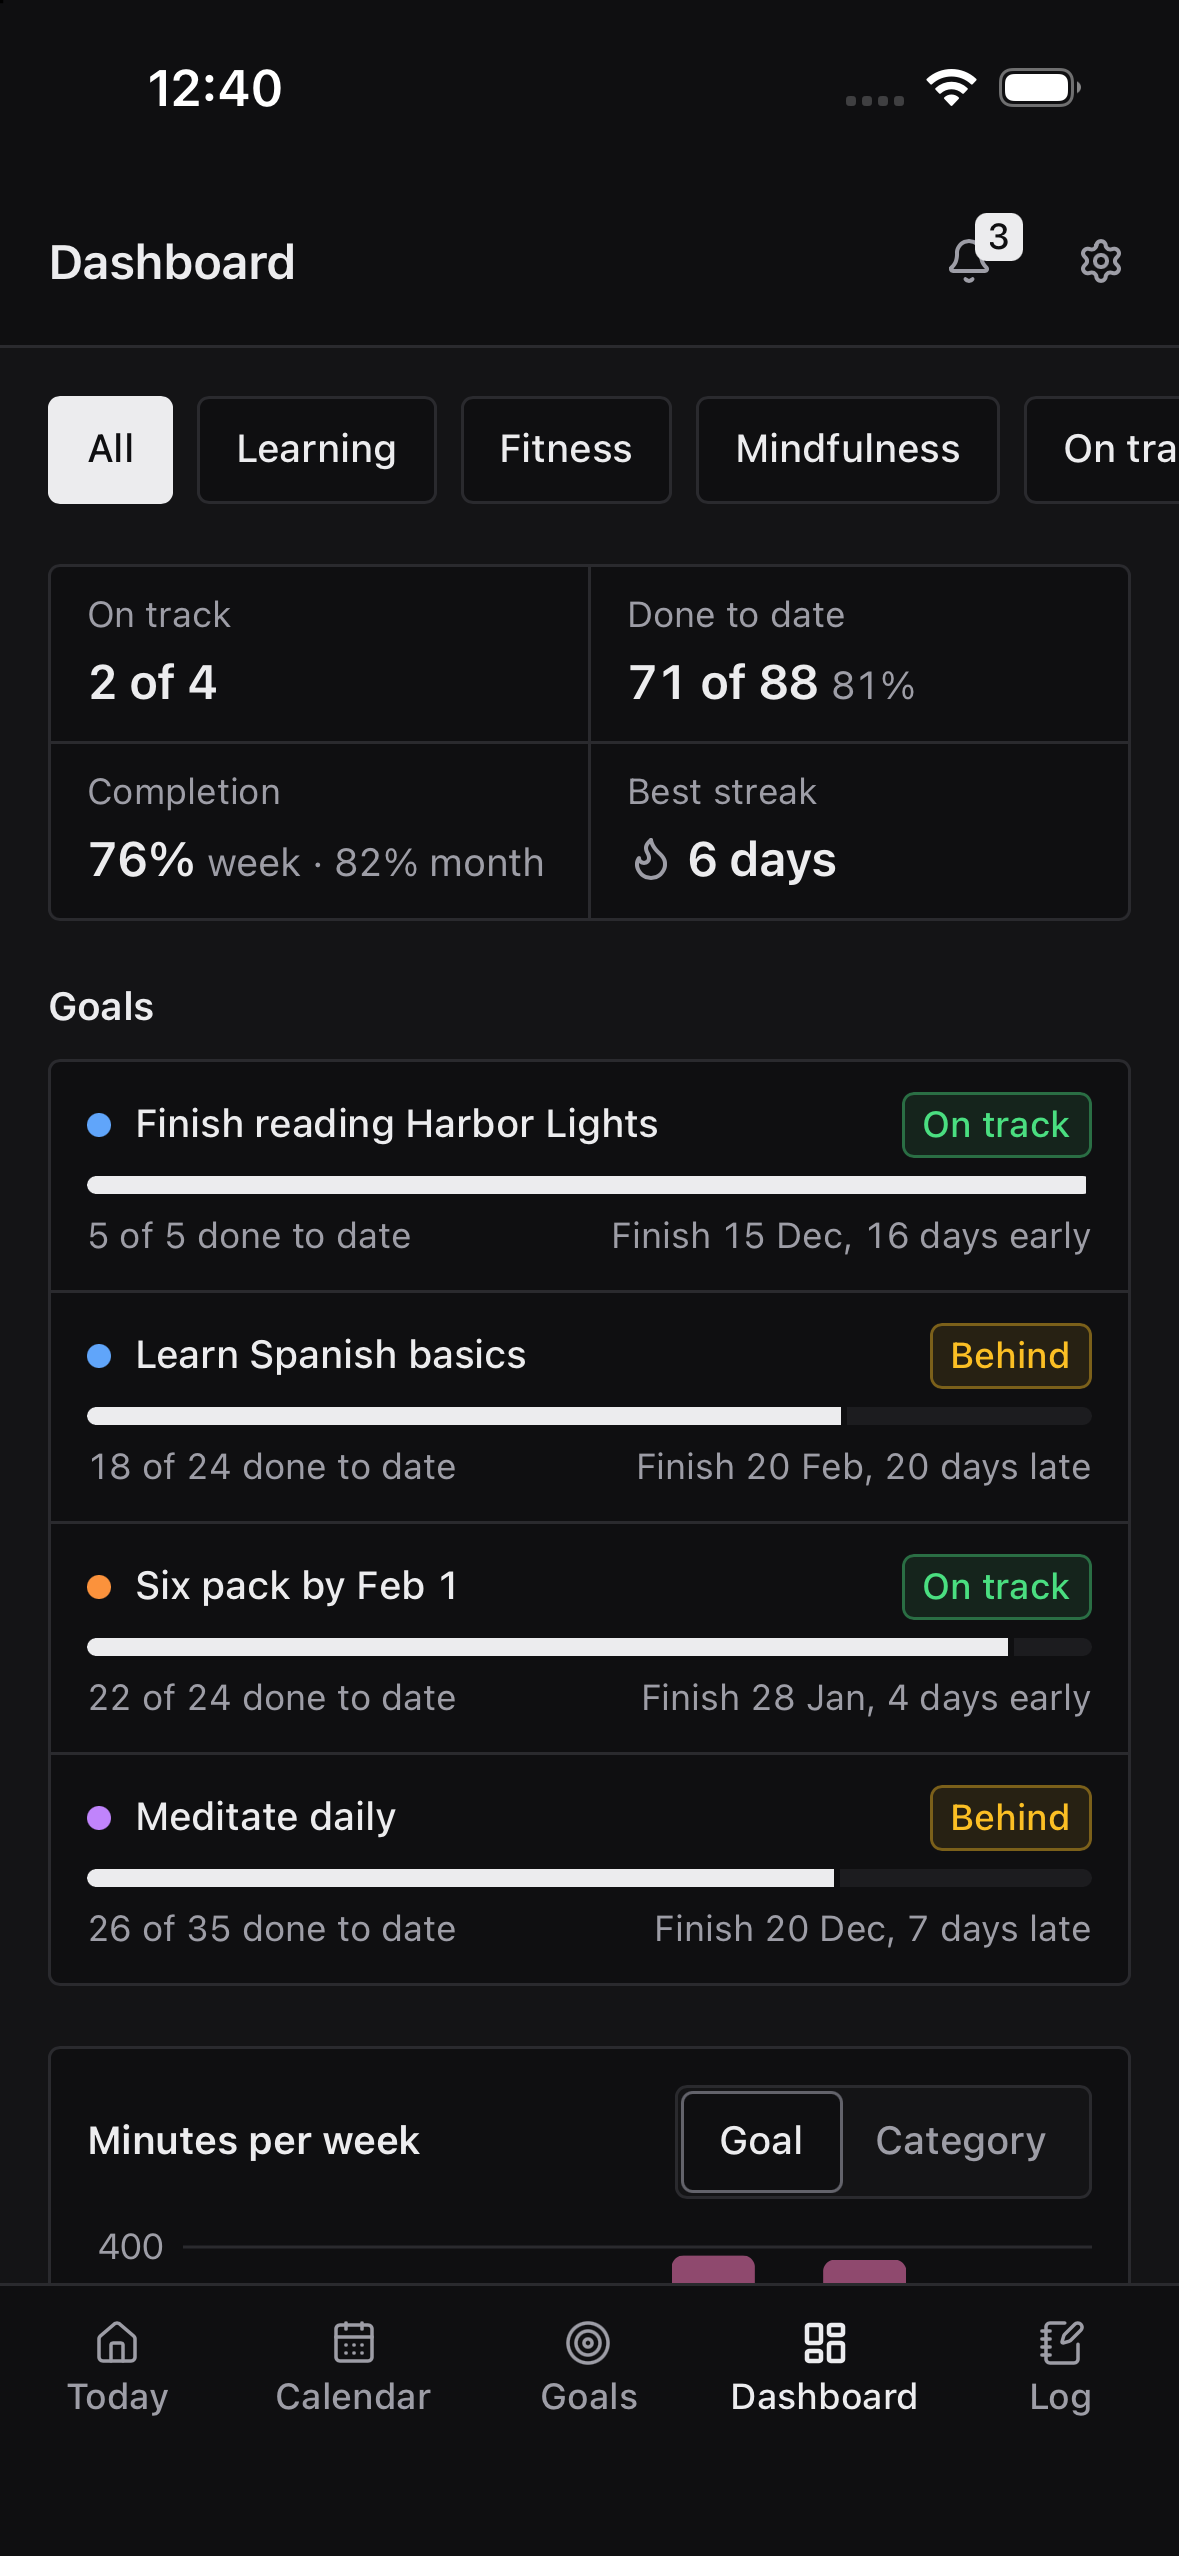 12:40
Dashboard
3
All
Learning
Fitness
Mindfulness
On tra
On track
2 of 4
Done to date
71 of 88 81%
Completion
76% week · 82% month
Best streak
6 days
Goals
Finish reading Harbor Lights
On track
5 of 5 done to date
Finish 15 Dec, 16 days early
Learn Spanish basics
Behind
18 of 24 done to date
Finish 20 Feb, 20 days late
Six pack by Feb 1
On track
22 of 24 done to date
Finish 28 Jan, 4 days early
Meditate daily
Behind
26 of 35 done to date
Finish 20 Dec, 7 days late
Minutes per week
Goal
Category
400
Today
Calendar
Goals
Dashboard
Log